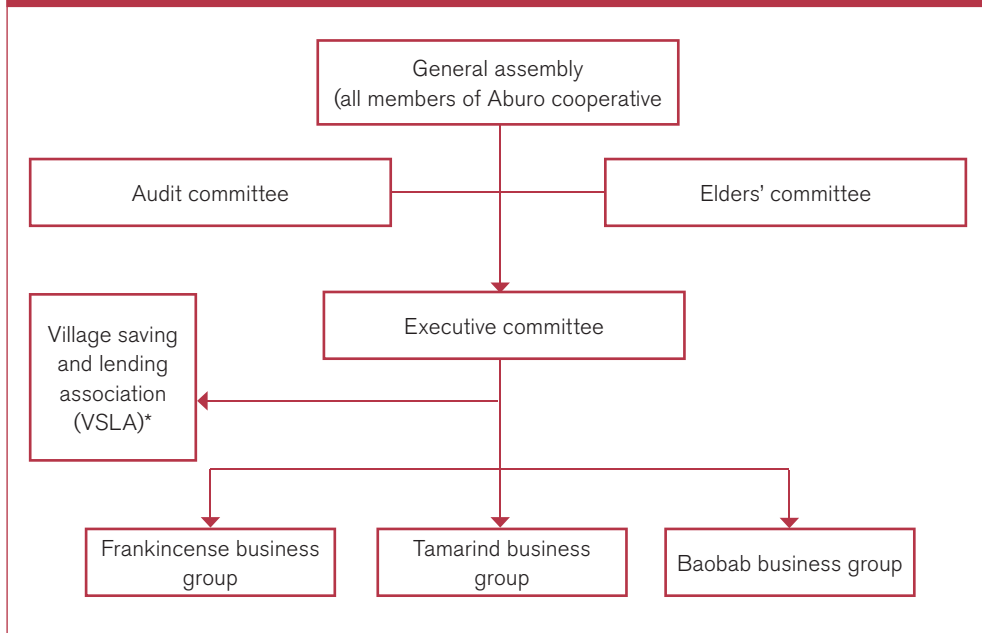 General assembly
(all members of Aburo cooperative
Audit committee
Elders’ committee
Executive committee
Village saving
and lending
association
(VSLA)*
Frankincense business
group
Tamarind business
group
Baobab business group